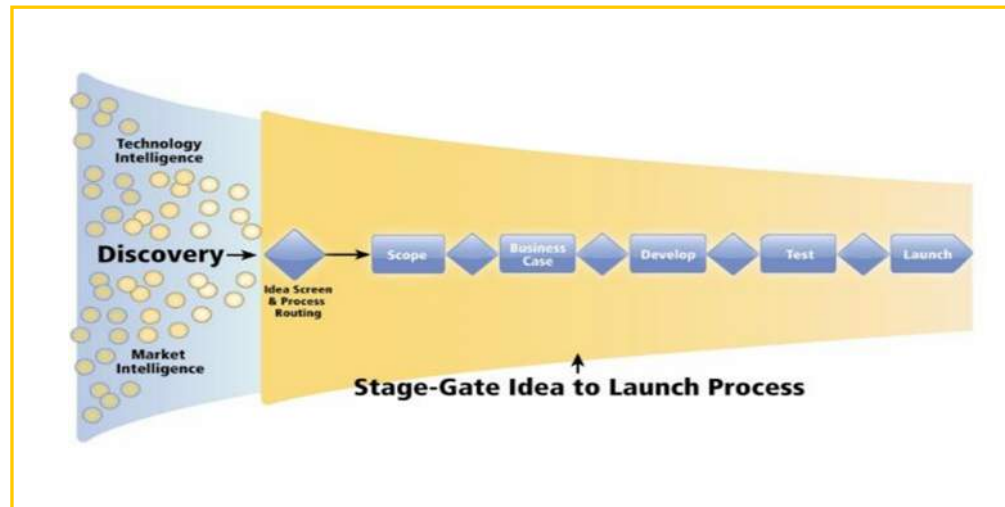 Technology
Intelligence
Discovery
Idea Screen
& Process
Routing
Scope
Business
Case
Develop
Test
Launch
Market
Intelligence
Stage-Gate Idea to Launch Process